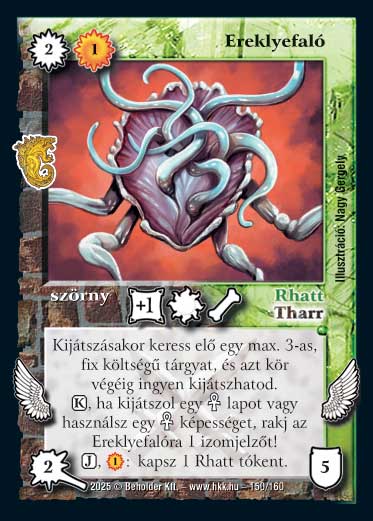 Ereklyefaló
2
1
Illusztráció: Nagy Gergely
szörny
+1
Rhatt
Tharr
Kijátszásakor keress elő egy max. 3-as,
fix költségű tárgyat, és azt kör
végéig ingyen kijátszhatod.
K, ha kijátszol egy lapot vagy
használsz egy képességet, rakj az
Ereklyefalóra 1 izomjelzőt!
J, 1: kapsz 1 Rhatt tókent.
2
5
2025 © Beholder Kft. – www.hkk.hu – 150/160